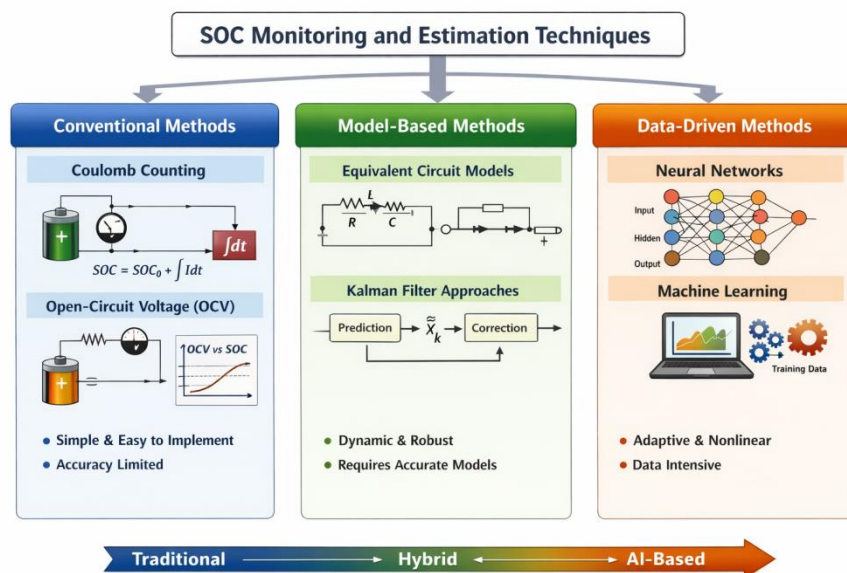 SOC Monitoring and Estimation Techniques
Conventional Methods
Coulomb Counting
+
∫dt
SOC = SOC₀ + ∫ Idt
Open-Circuit Voltage (OCV)
+
OCV vs SOC
• Simple & Easy to Implement
• Accuracy Limited
Model-Based Methods
Equivalent Circuit Models
L
R
C
+
Kalman Filter Approaches
Prediction
X̃ₖ
Correction
• Dynamic & Robust
• Requires Accurate Models
Data-Driven Methods
Neural Networks
Input
Hidden
Output
Machine Learning
Training Data
• Adaptive & Nonlinear
• Data Intensive
Traditional
Hybrid
AI-Based